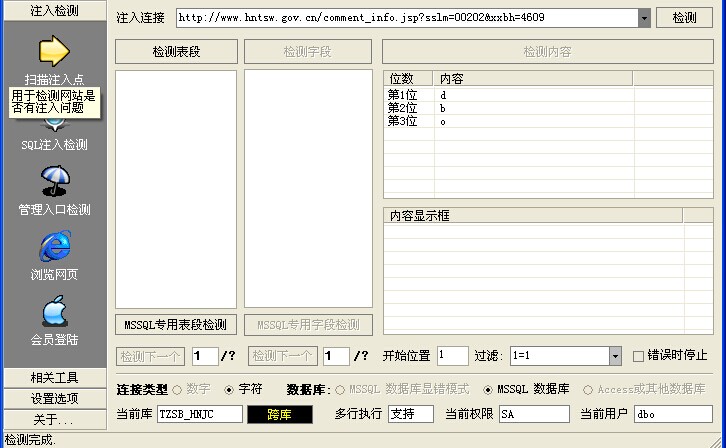 注入检测
注入连接 http://www.hntsw.gov.cn/comment_info.jsp?sslm=00202&xxbh=4609 检测
检测表段 检测字段 检测内容
扫描注入点
用于检测网站是
否有注入问题
SQL注入检测
管理入口检测
浏览网页
会员登陆
位数 内容
第1位 d
第2位 b
第3位 o
内容显示框
MSSQL专用表段检测 MSSQL专用字段检测
检测下一个 1 /? 检测下一个 1 /? 开始位置 1 过滤: 1=1 错误时停止
相关工具
设置选项
关于...
连接类型 数字 字符 数据库: MSSQL 数据库显错模式 MSSQL 数据库 Access或其他数据库
当前库 TZSB_HNJC 跨库 多行执行 支持 当前权限 SA 当前用户 dbo
检测完成.